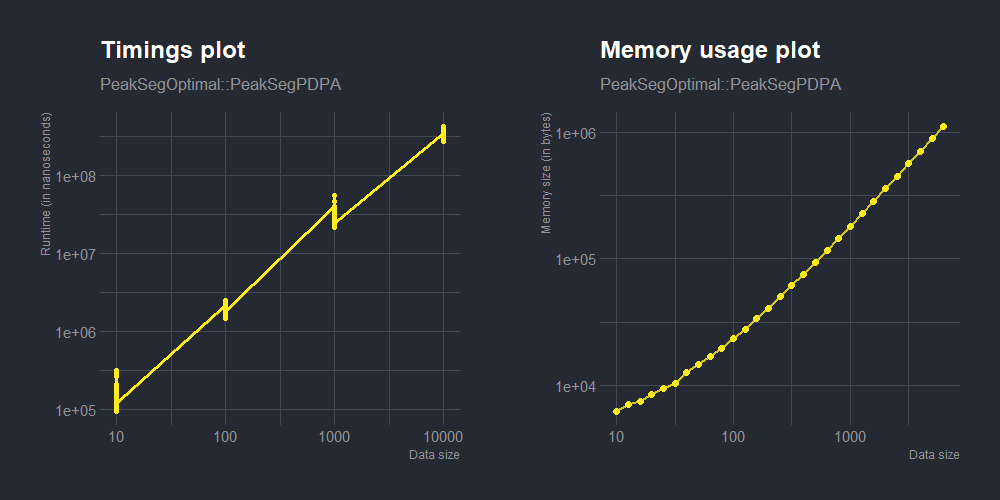 Timings plot
PeakSegOptimal::PeakSegPDPA
Runtime (in nanoseconds)
1e+08
1e+07
1e+06
1e+05
10 100 1000 10000
Data size
Memory usage plot
PeakSegOptimal::PeakSegPDPA
Memory size (in bytes)
1e+06
1e+05
1e+04
10 100 1000
Data size